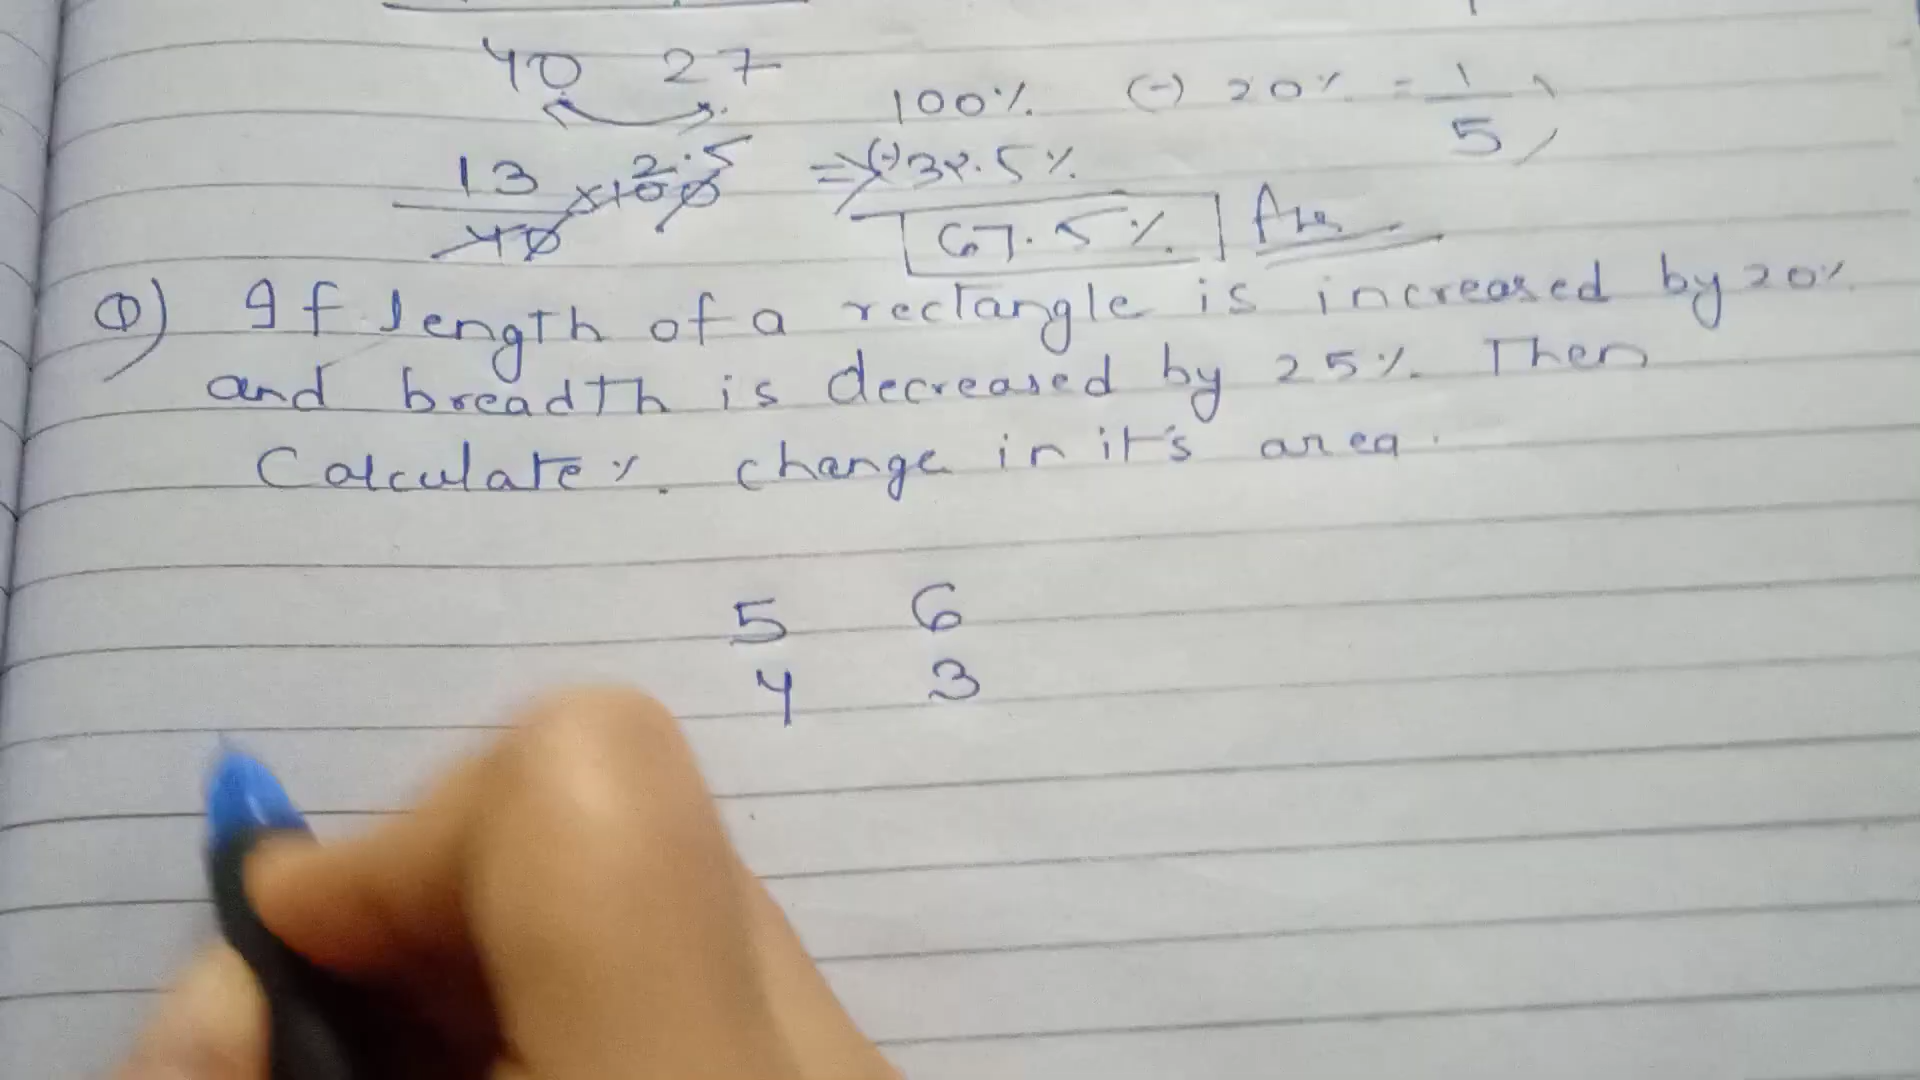 40 27
100% (-) 20% = 1/5
13/40 × 100 2.5 => (-) 32.5%
67.5% Ans
Q) If length of a rectangle is increased by 20%
and breadth is decreased by 25%. Then
Calculate %. change in it's area.
5 6
4 3